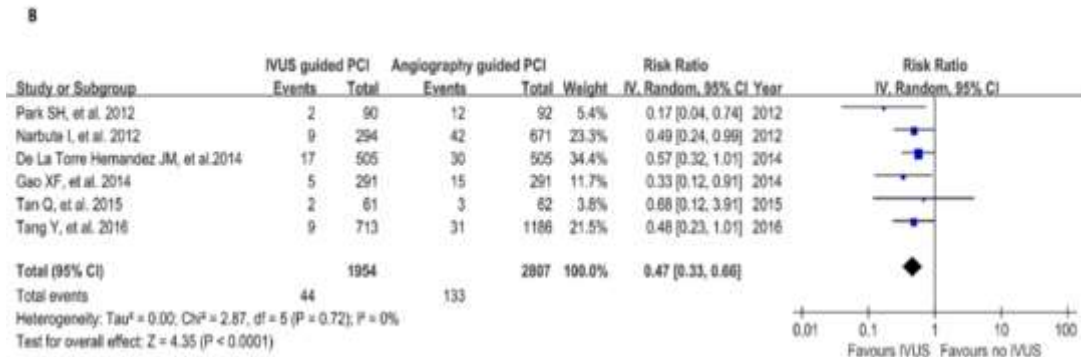 B
IVUS guided PCI Angiography guided PCI Risk Ratio Risk Ratio
Study or Subgroup Events Total Events Total Weight IV, Random, 95% CI Year IV, Random, 95% CI
Park SH, et al. 2012 2 90 12 92 5.4% 0.17 [0.04, 0.74] 2012
Narbute I, et al. 2012 9 294 42 671 23.3% 0.49 [0.24, 0.99] 2012
De La Torre Hernandez JM, et al.2014 17 505 30 505 34.4% 0.57 [0.32, 1.01] 2014
Gao XF, et al. 2014 5 291 15 291 11.7% 0.33 [0.12, 0.91] 2014
Tan Q, et al. 2015 2 61 3 62 3.8% 0.68 [0.12, 3.91] 2015
Tang Y, et al. 2016 9 713 31 1186 21.5% 0.48 [0.23, 1.01] 2016
Total (95% CI) 1954 2807 100.0% 0.47 [0.33, 0.66]
Total events 44 133
Heterogeneity: Tau² = 0.00; Chi² = 2.87, df = 5 (P = 0.72); I² = 0%
Test for overall effect: Z = 4.35 (P < 0.0001)
0.01 0.1 1 10 100
Favours IVUS Favours no IVUS